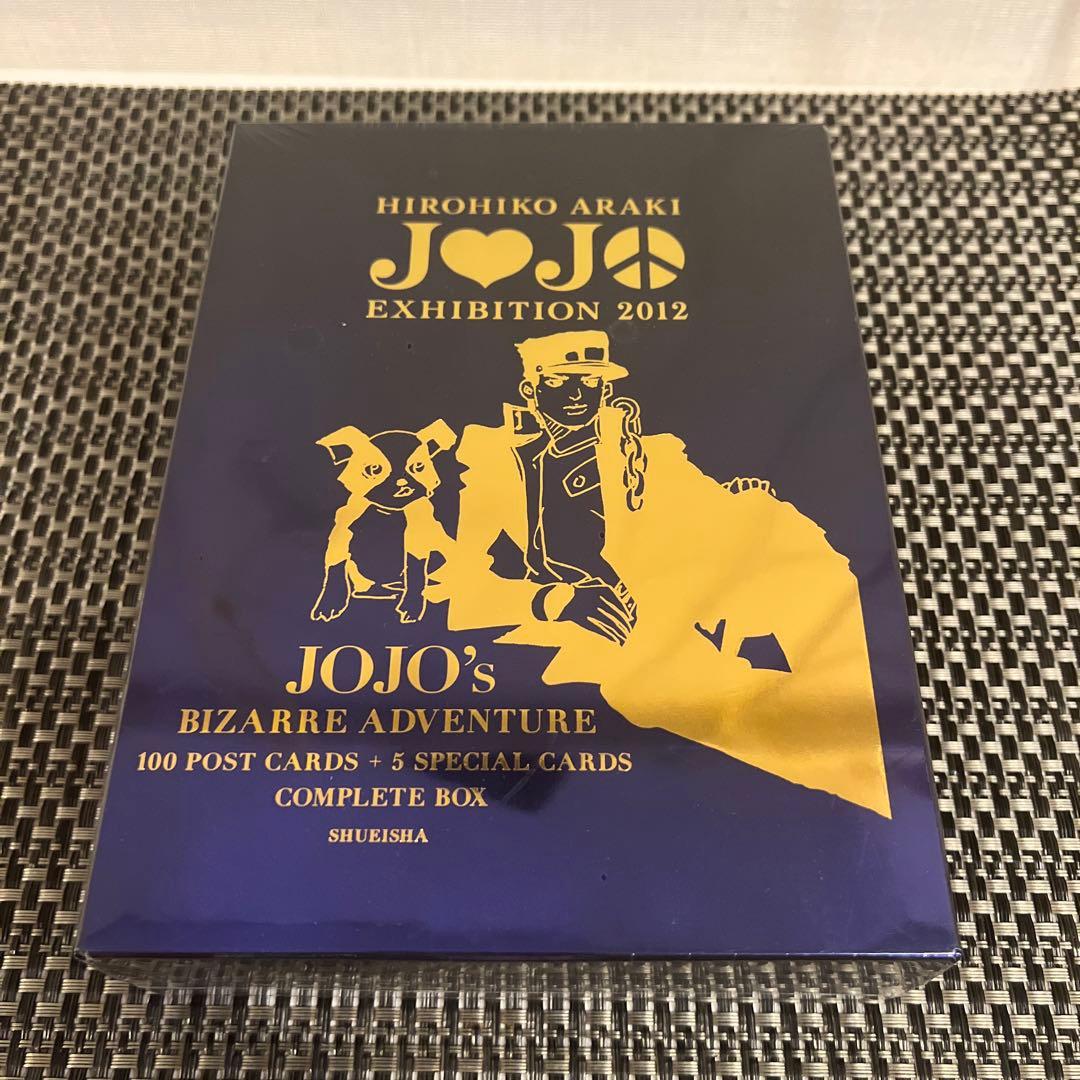 HIROHIKO ARAKI
JOJO
EXHIBITION 2012
JOJO's
BIZARRE ADVENTURE
100 POST CARDS + 5 SPECIAL CARDS
COMPLETE BOX
SHUEISHA